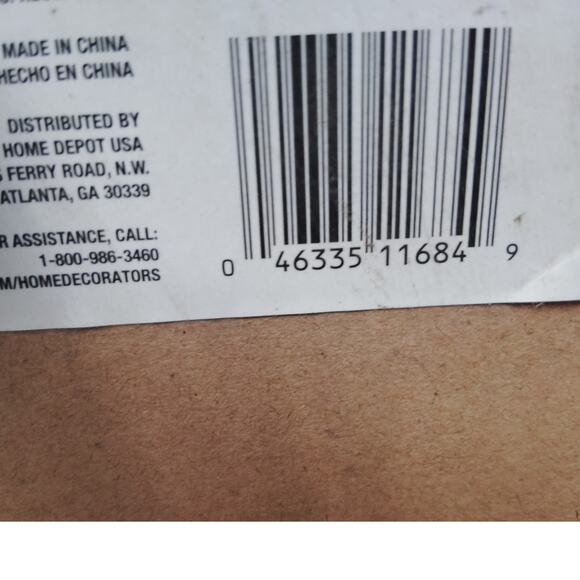 MADE IN CHINA
HECHO EN CHINA
DISTRIBUTED BY
HOME DEPOT USA
FERRY ROAD, N.W.
ATLANTA, GA 30339
R ASSISTANCE, CALL:
1-800-986-3460
M/HOMEDECORATORS
0 46335 11684 9